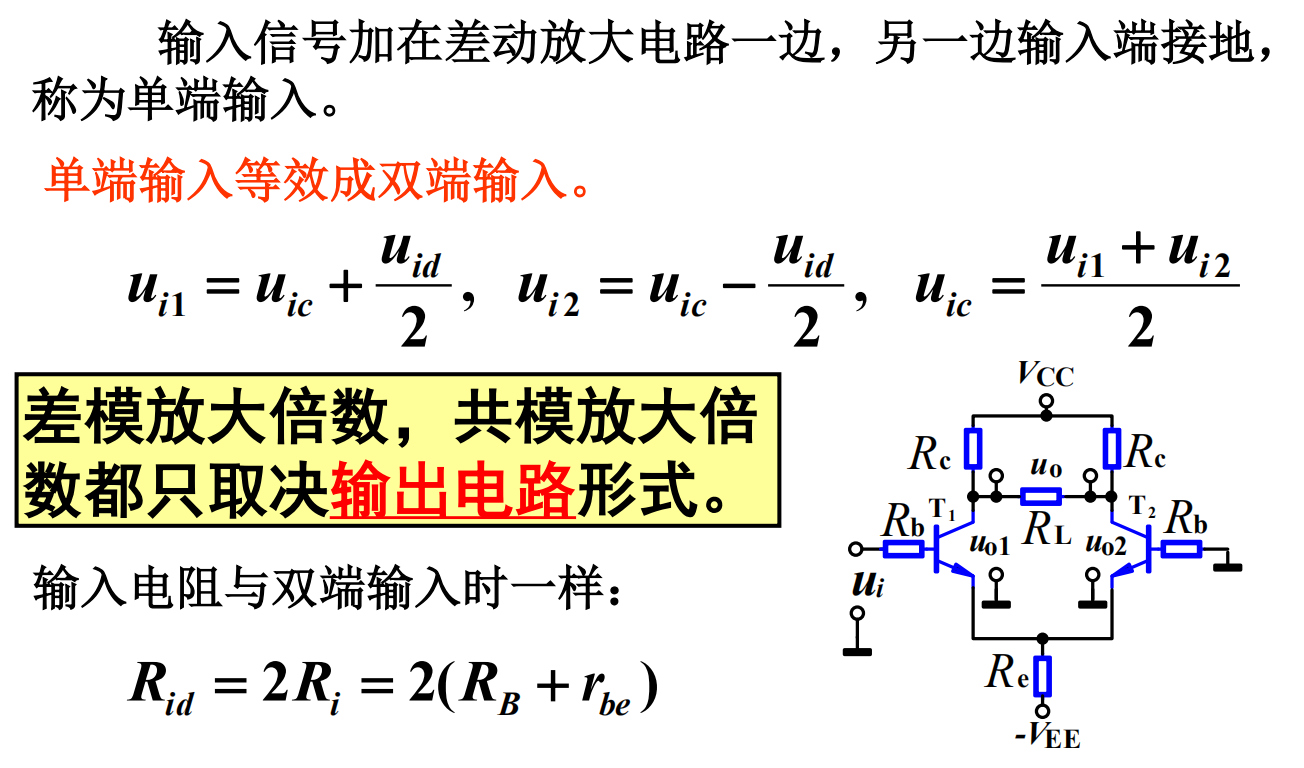 输入信号加在差动放大电路一边，另一边输入端接地，
称为单端输入。
单端输入等效成双端输入。
u_{i1} = u_{ic} + \frac{u_{id}}{2}, u_{i2} = u_{ic} - \frac{u_{id}}{2}, u_{ic} = \frac{u_{i1} + u_{i2}}{2}
差模放大倍数，共模放大倍
数都只取决输出电路形式。
输入电阻与双端输入时一样：
R_{id} = 2R_i = 2(R_B + r_{be})
V_{CC}
R_c
u_o
R_c
T_1
T_2
R_b
u_{o1}
R_L
u_{o2}
R_b
u_i
R_e
-V_{EE}